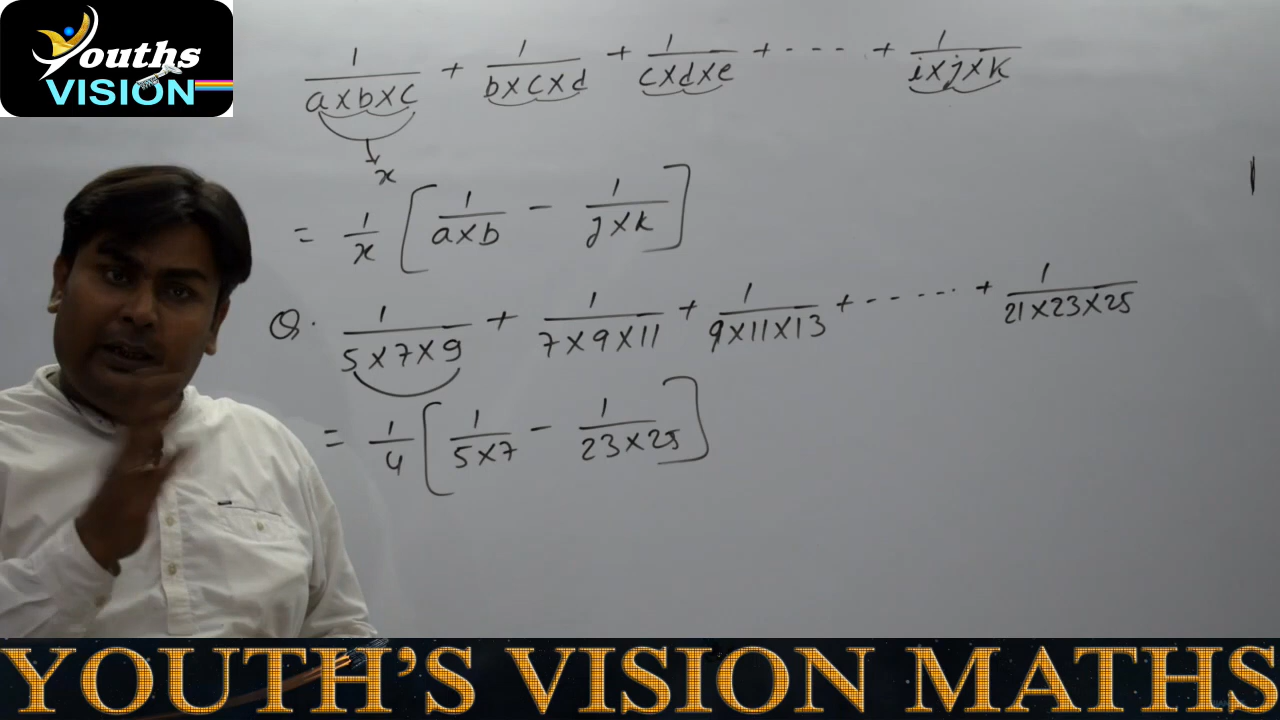 Youths
VISION
1/(a×b×c) + 1/(b×c×d) + 1/(c×d×e) + ---- + 1/(i×j×k)
x
= 1/x [ 1/(a×b) - 1/(j×k) ]
Q. 1/(5×7×9) + 1/(7×9×11) + 1/(9×11×13) + ------ + 1/(21×23×25)
= 1/4 [ 1/(5×7) - 1/(23×25) ]
YOUTH'S VISION MATHS